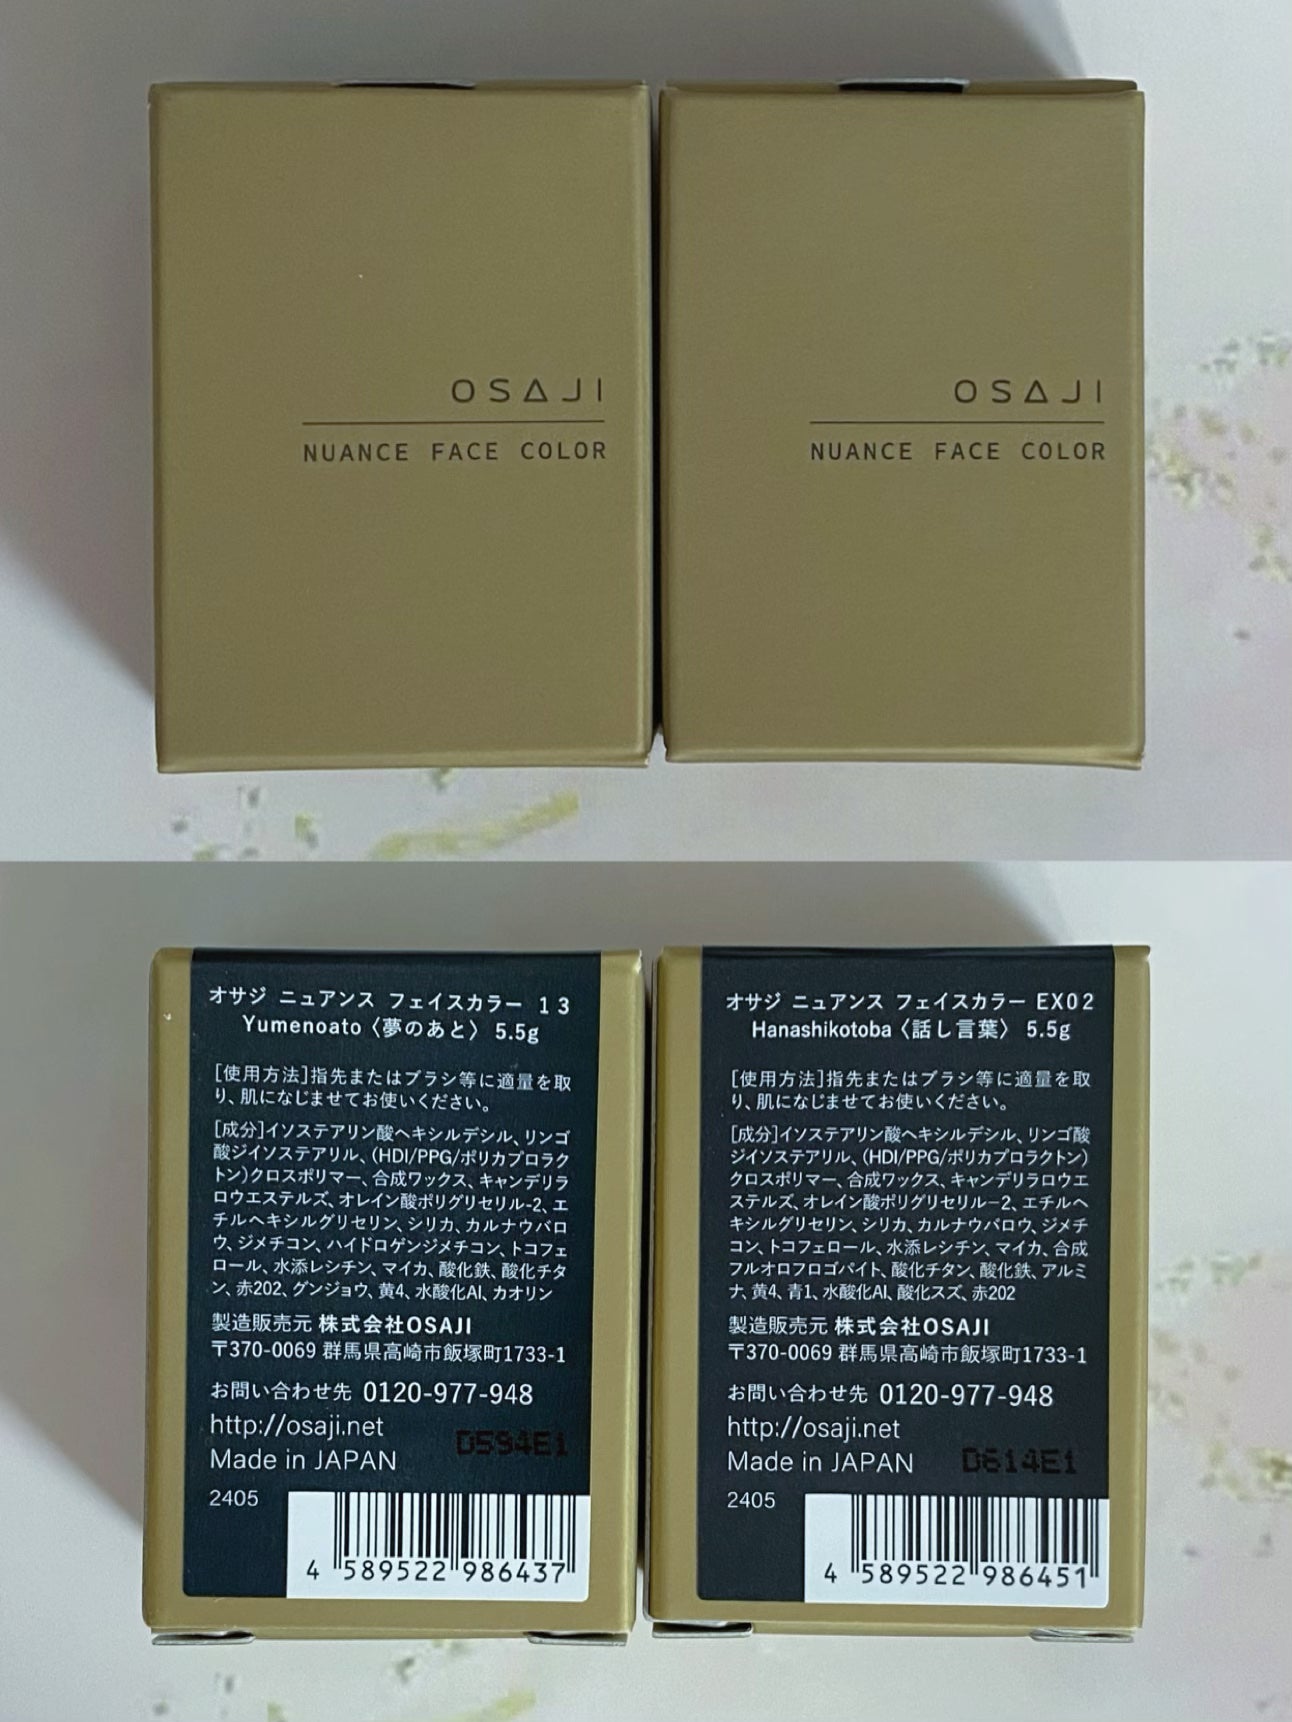 OSAJI
NUANCE FACE COLOR
OSAJI
NUANCE FACE COLOR
オサジ ニュアンス フェイスカラー 13
Yumenoato〈夢のあと〉 5.5g
[使用方法]指先またはブラシ等に適量を取
り、肌になじませてお使いください。
[成分]イソステアリン酸ヘキシルデシル、リンゴ
酸ジイソステアリル、(HDI/PPG/ポリカプロラク
トン)クロスポリマー、合成ワックス、キャンデリラ
ロウエステルズ、オレイン酸ポリグリセリル-2、エ
チルヘキシルグリセリン、シリカ、カルナウバロ
ウ、ジメチコン、ハイドロゲンジメチコン、トコフェ
ロール、水添レシチン、マイカ、酸化鉄、酸化チタ
ン、赤202、グンジョウ、黄4、水酸化Al、カオリン
製造販売元 株式会社OSAJI
〒370-0069 群馬県高崎市飯塚町1733-1
お問い合わせ先 0120-977-948
http://osaji.net
Made in JAPAN
D594E1
2405
4 589522 986437
オサジ ニュアンス フェイスカラー EX02
Hanashikotoba〈話し言葉〉 5.5g
[使用方法]指先またはブラシ等に適量を取
り、肌になじませてお使いください。
[成分]イソステアリン酸ヘキシルデシル、リンゴ酸
ジイソステアリル、(HDI/PPG/ポリカプロラクトン)
クロスポリマー、合成ワックス、キャンデリラロウエ
ステルズ、オレイン酸ポリグリセリル−2、エチルヘ
キシルグリセリン、シリカ、カルナウバロウ、ジメチ
コン、トコフェロール、水添レシチン、マイカ、合成
フルオロフロゴパイト、酸化チタン、酸化鉄、アルミ
ナ、黄4、青1、水酸化Al、酸化スズ、赤202
製造販売元 株式会社OSAJI
〒370-0069 群馬県高崎市飯塚町1733-1
お問い合わせ先 0120-977-948
http://osaji.net
Made in JAPAN
D614E1
2405
4 589522 986451